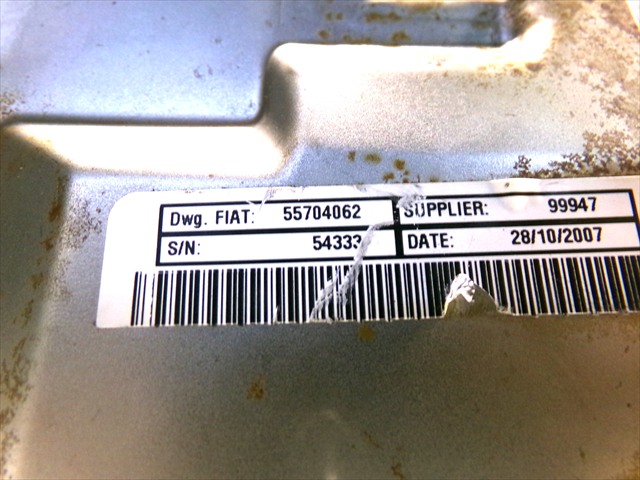 Dwg. FIAT: 55704062 SUPPLIER: 99947
S/N: 54333 DATE: 28/10/2007